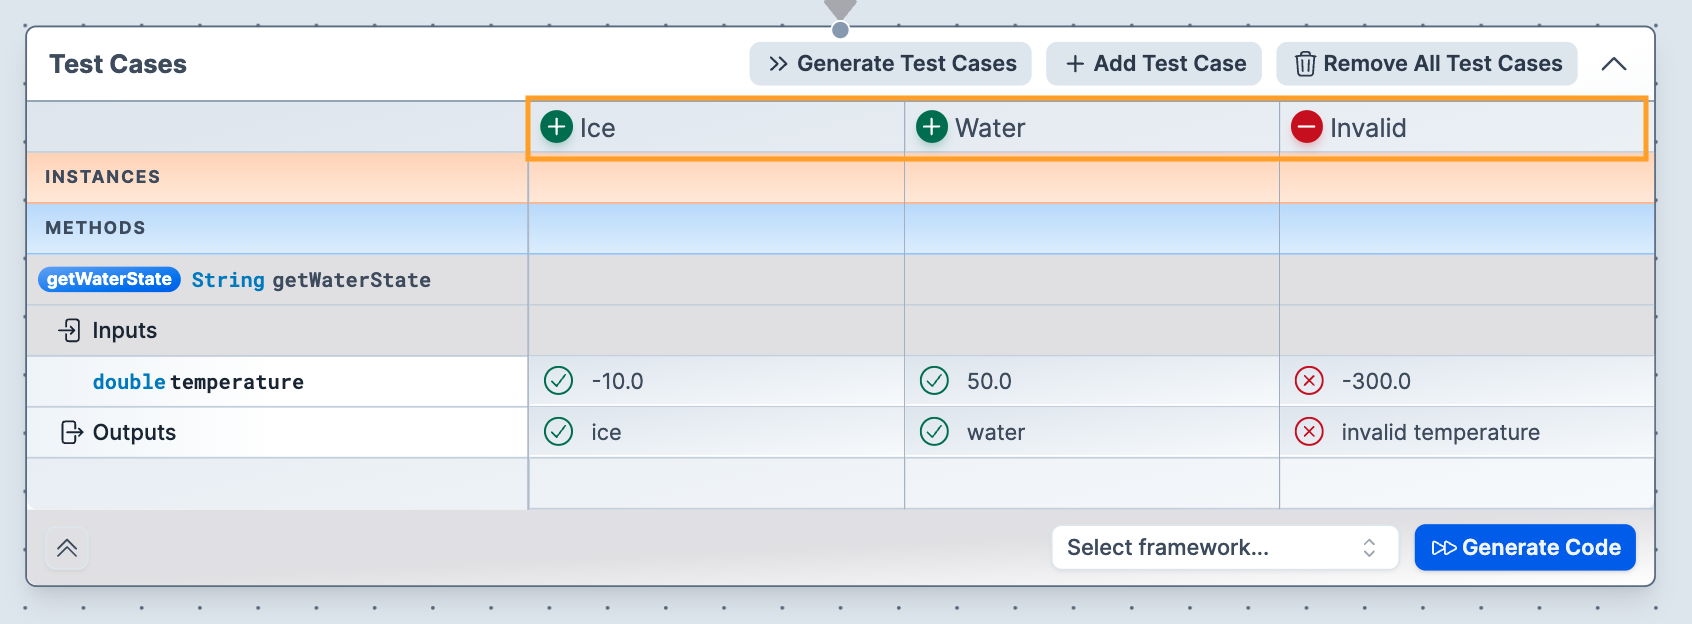 Test Cases
Generate Test Cases
Add Test Case
Remove All Test Cases
Ice
Water
Invalid
INSTANCES
METHODS
getWaterState String getWaterState
Inputs
double temperature -10.0 50.0 -300.0
Outputs ice water invalid temperature
Select framework...
Generate Code